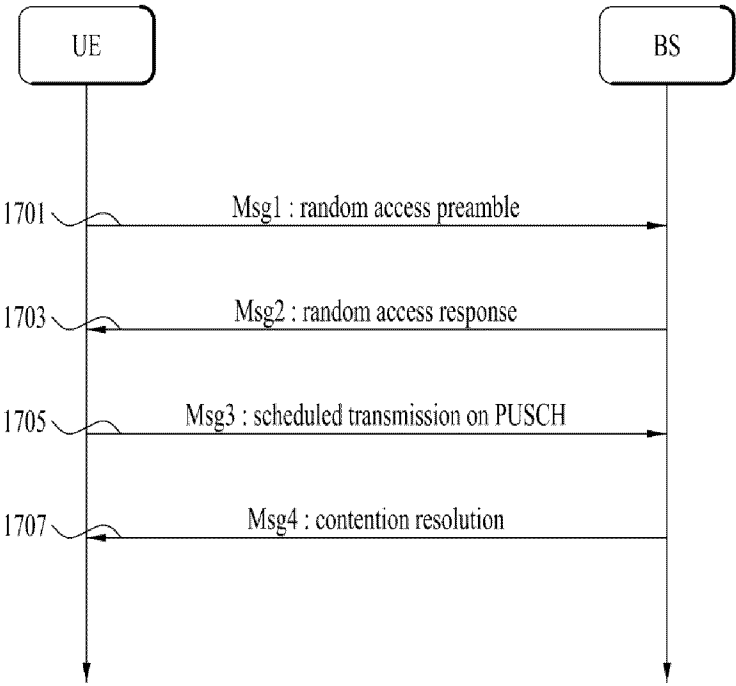 UE
BS
1701
Msg1 : random access preamble
1703
Msg2 : random access response
1705
Msg3 : scheduled transmission on PUSCH
1707
Msg4 : contention resolution